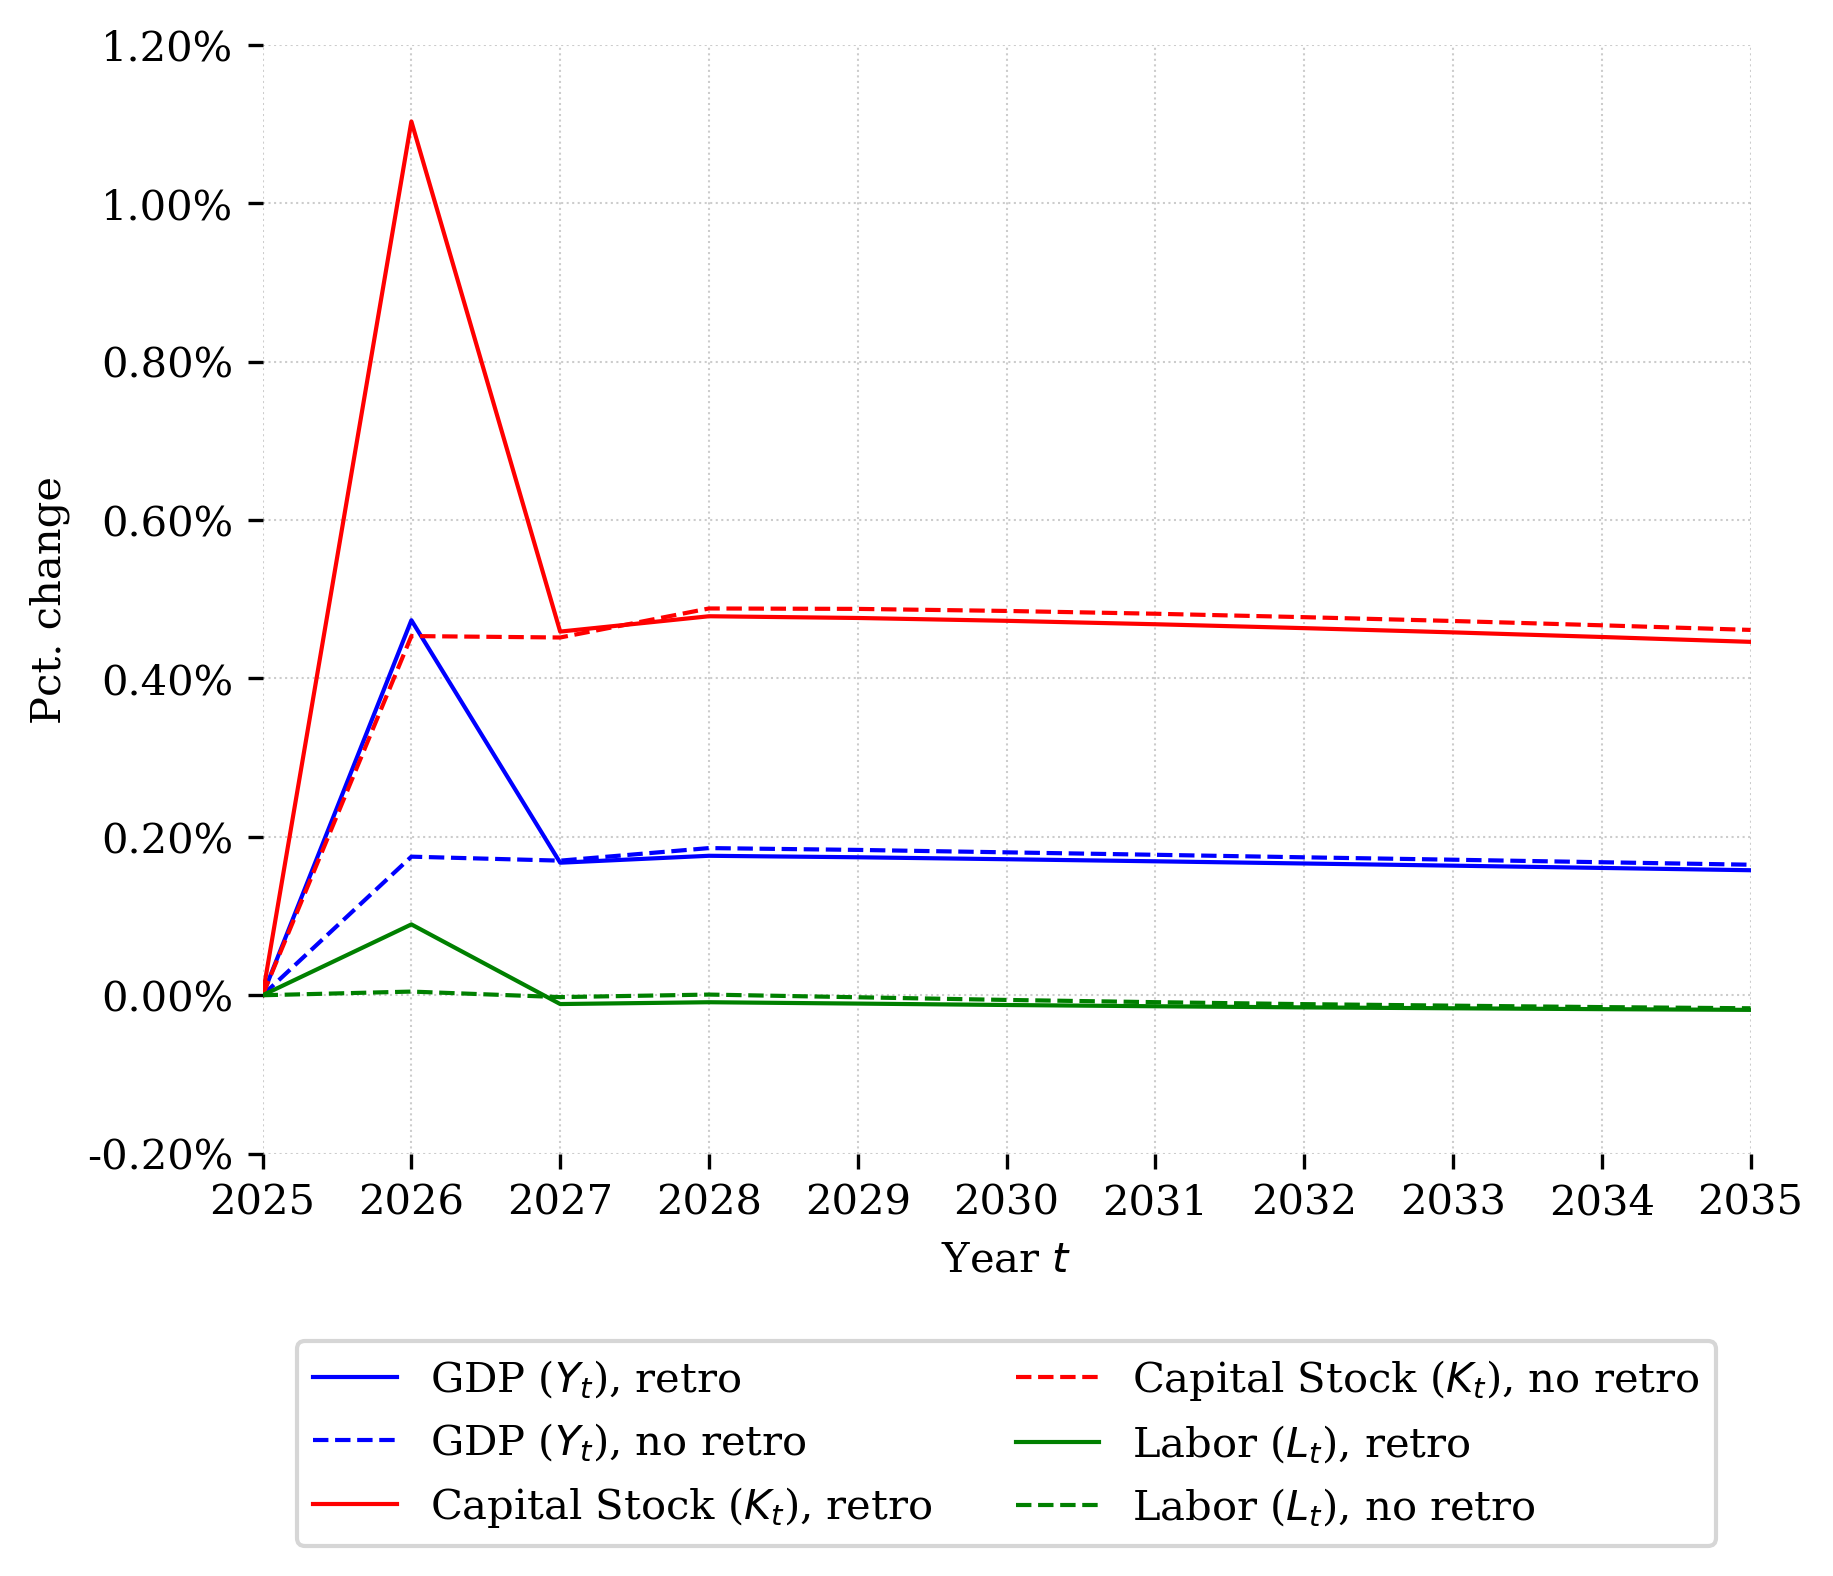 1.20%
1.00%
0.80%
0.60%
0.40%
0.20%
0.00%
-0.20%
Pct. change
2025 2026 2027 2028 2029 2030 2031 2032 2033 2034 2035
Year t
GDP (Yₜ), retro
GDP (Yₜ), no retro
Capital Stock (Kₜ), retro
Capital Stock (Kₜ), no retro
Labor (Lₜ), retro
Labor (Lₜ), no retro